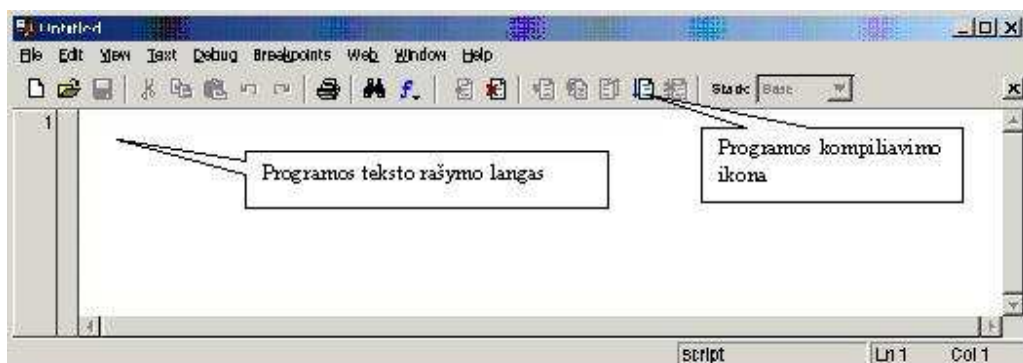 Untitled
File Edit View Text Debug Breakpoints Web Window Help
Stack: Base
1
Programos teksto rašymo langas
Programos kompiliavimo
ikona
script Ln 1 Col 1